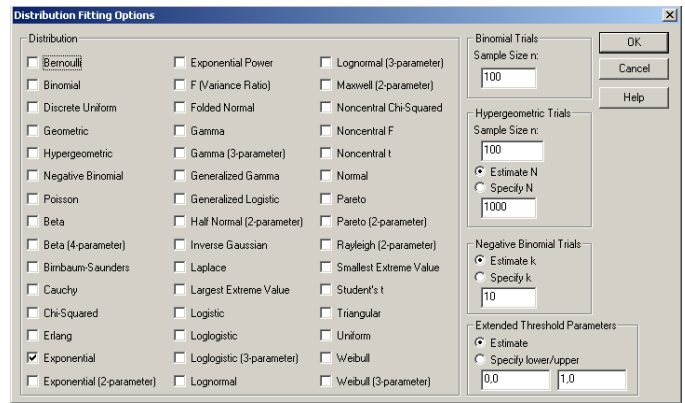 Distribution Fitting Options
Distribution
Bernoulli
Binomial
Discrete Uniform
Geometric
Hypergeometric
Negative Binomial
Poisson
Beta
Beta (4-parameter)
Birnbaum-Saunders
Cauchy
Chi-Squared
Erlang
Exponential
Exponential (2-parameter)
Exponential Power
F (Variance Ratio)
Folded Normal
Gamma
Gamma (3-parameter)
Generalized Gamma
Generalized Logistic
Half Normal (2-parameter)
Inverse Gaussian
Laplace
Largest Extreme Value
Logistic
Loglogistic
Loglogistic (3-parameter)
Lognormal
Lognormal (3-parameter)
Maxwell (2-parameter)
Noncentral Chi-Squared
Noncentral F
Noncentral t
Normal
Pareto
Pareto (2-parameter)
Rayleigh (2-parameter)
Smallest Extreme Value
Student's t
Triangular
Uniform
Weibull
Weibull (3-parameter)
Binomial Trials
Sample Size n:
100
Hypergeometric Trials
Sample Size n:
100
Estimate N
Specify N
1000
Negative Binomial Trials
Estimate k
Specify k
10
Extended Threshold Parameters
Estimate
Specify lower/upper
0,0 1,0
OK
Cancel
Help